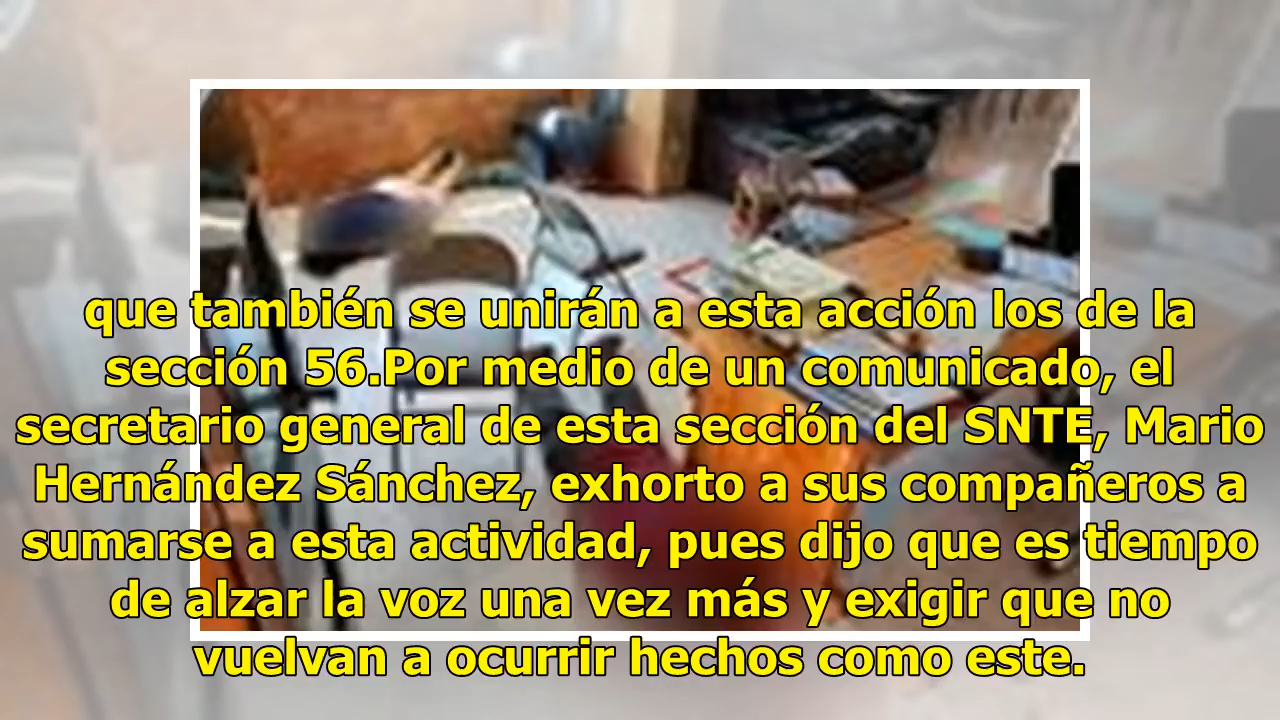 que también se unirán a esta acción los de la
sección 56.Por medio de un comunicado, el
secretario general de esta sección del SNTE, Mario
Hernández Sánchez, exhorto a sus compañeros a
sumarse a esta actividad, pues dijo que es tiempo
de alzar la voz una vez más y exigir que no
vuelvan a ocurrir hechos como este.